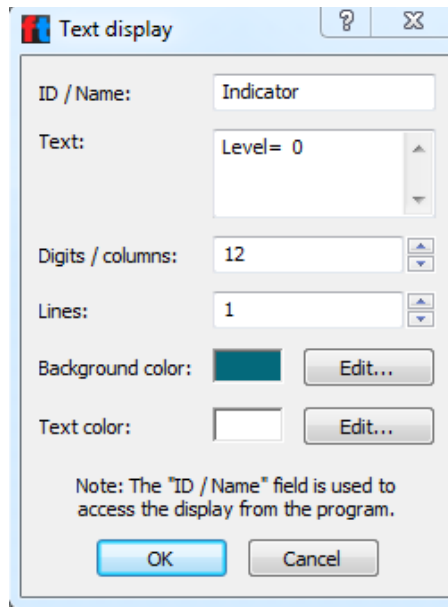 ft Text display
ID / Name: Indicator
Text: Level= 0
Digits / columns: 12
Lines: 1
Background color: Edit...
Text color: Edit...
Note: The "ID / Name" field is used to
access the display from the program.
OK Cancel